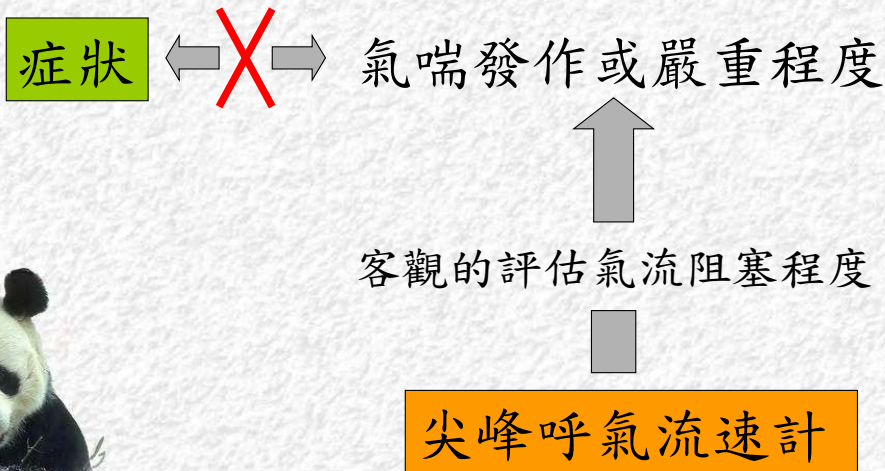 症狀 氣喘發作或嚴重程度
客觀的評估氣流阻塞程度
尖峰呼氣流速計